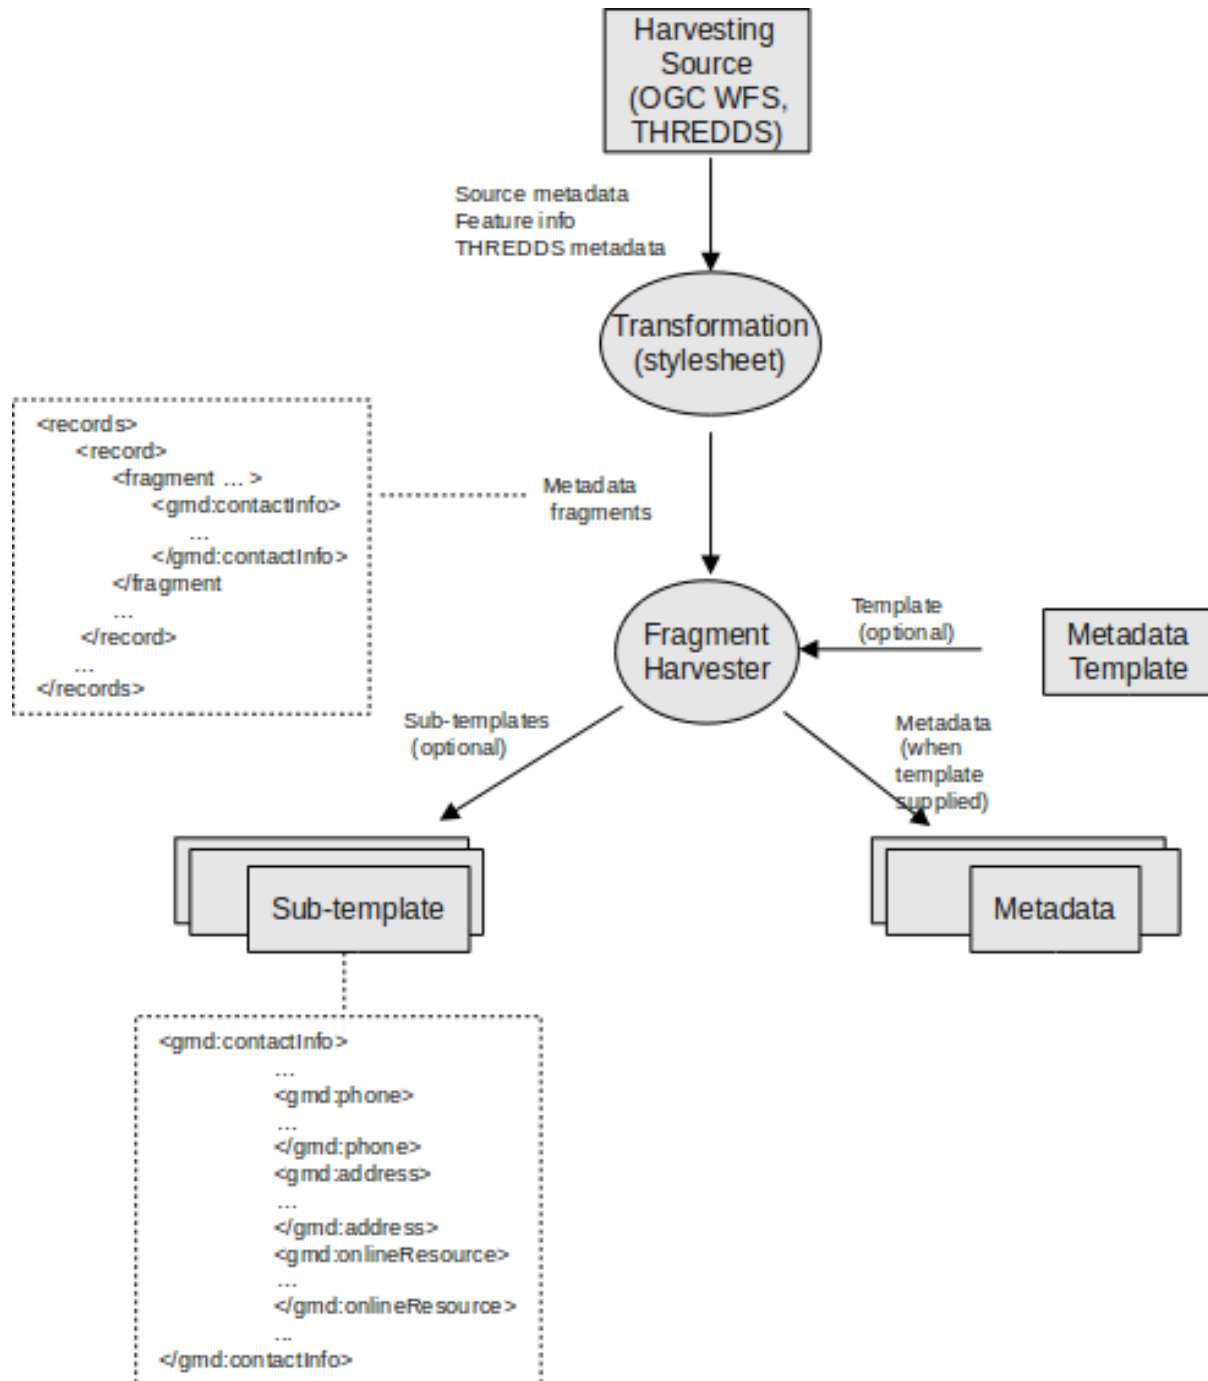 Harvesting
Source
(OGC WFS,
THREDDS)
Source metadata
Feature info
THREDDS metadata
Transformation
(stylesheet)
<records>
<record>
<fragment ... >
<gmd:contactInfo>
...
</gmd:contactInfo>
</fragment
...
</record>
...
</records>
Metadada
fragments
Fragment
Harvester
Template
(optional)
Metadata
Template
Sub-templates
(optional)
Metadata
(when
template
supplied)
Sub-template
Metadata
<gmd:contactInfo>
...
<gmd:phone>
...
</gmd:phone>
<gmd:address>
...
</gmd:address>
<gmd:onlineResource>
...
</gmd:onlineResource>
...
</gmd:contactInfo>